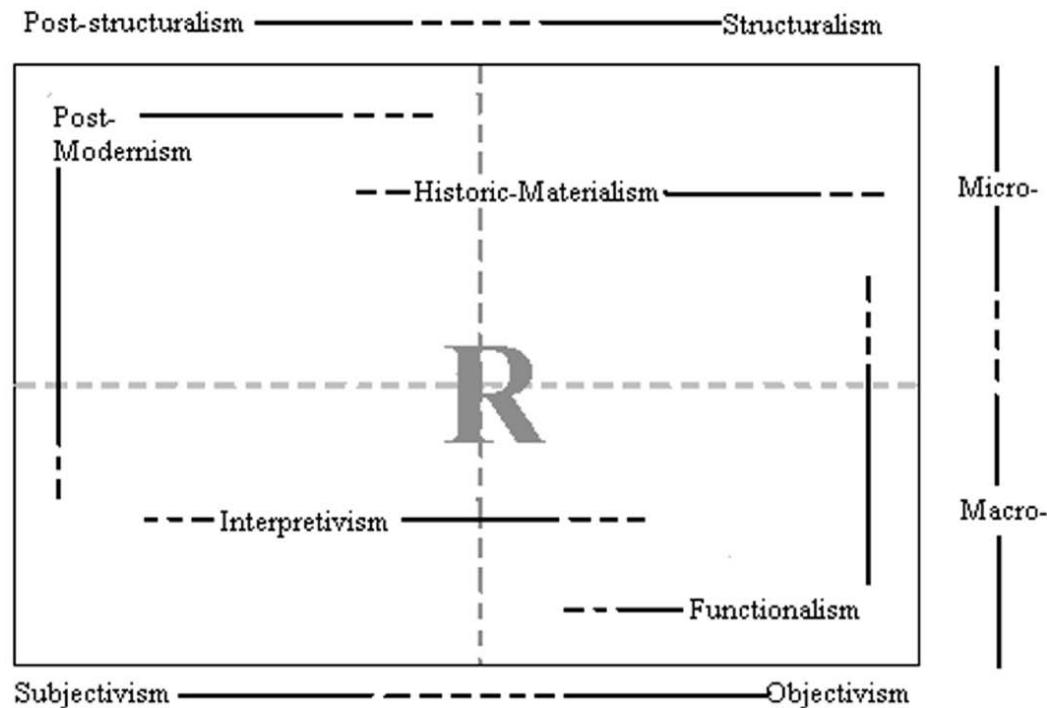 Post-structuralism Structuralism
Post-
Modernism
Historic-Materialism
Micro-
R
Interpretivism
Macro-
Functionalism
Subjectivism Objectivism